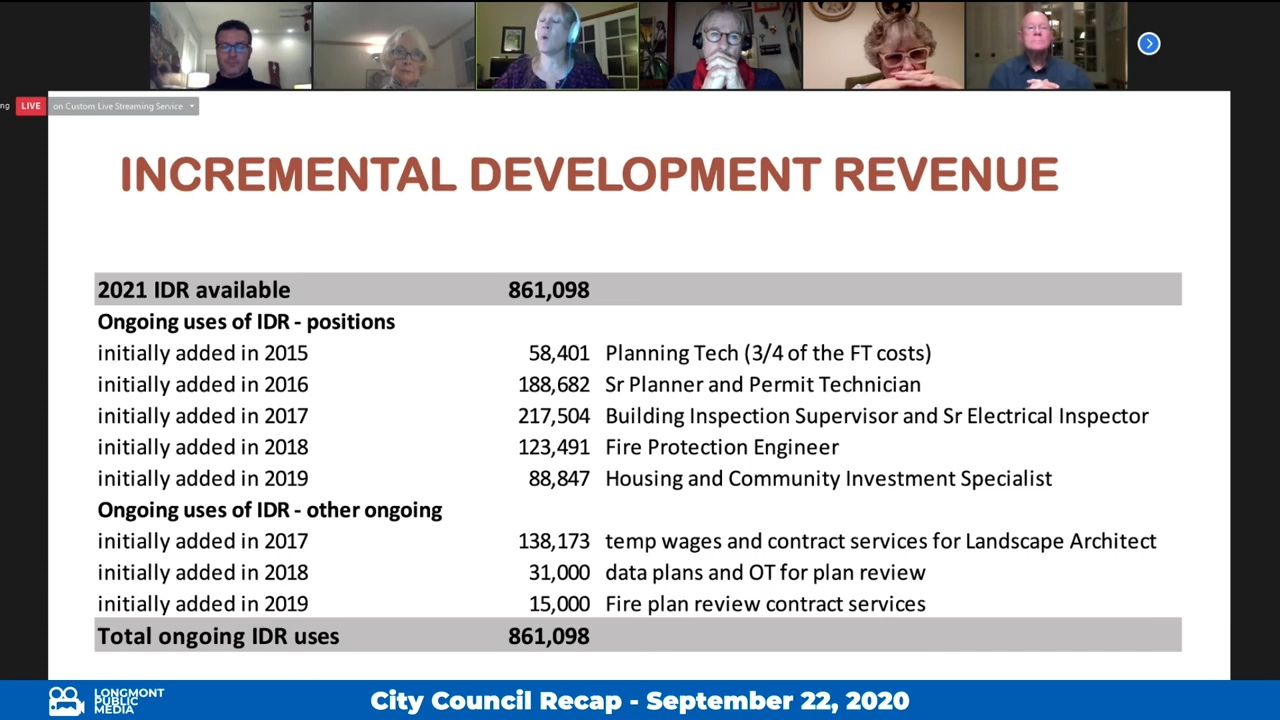 ng LIVE on Custom Live Streaming Service
INCREMENTAL DEVELOPMENT REVENUE
2021 IDR available 861,098
Ongoing uses of IDR - positions
initially added in 2015 58,401 Planning Tech (3/4 of the FT costs)
initially added in 2016 188,682 Sr Planner and Permit Technician
initially added in 2017 217,504 Building Inspection Supervisor and Sr Electrical Inspector
initially added in 2018 123,491 Fire Protection Engineer
initially added in 2019 88,847 Housing and Community Investment Specialist
Ongoing uses of IDR - other ongoing
initially added in 2017 138,173 temp wages and contract services for Landscape Architect
initially added in 2018 31,000 data plans and OT for plan review
initially added in 2019 15,000 Fire plan review contract services
Total ongoing IDR uses 861,098
LONGMONT
PUBLIC
MEDIA
City Council Recap - September 22, 2020